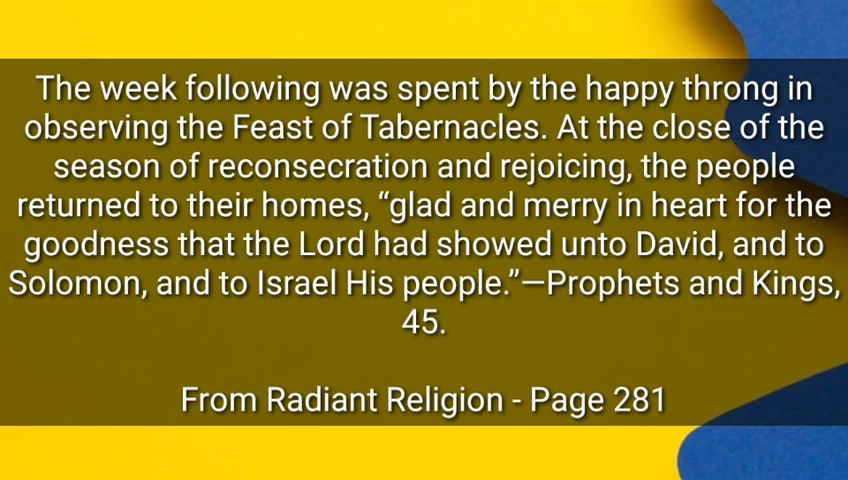 The week following was spent by the happy throng in
observing the Feast of Tabernacles. At the close of the
season of reconsecration and rejoicing, the people
returned to their homes, “glad and merry in heart for the
goodness that the Lord had showed unto David, and to
Solomon, and to Israel His people.”—Prophets and Kings,
45.
From Radiant Religion - Page 281